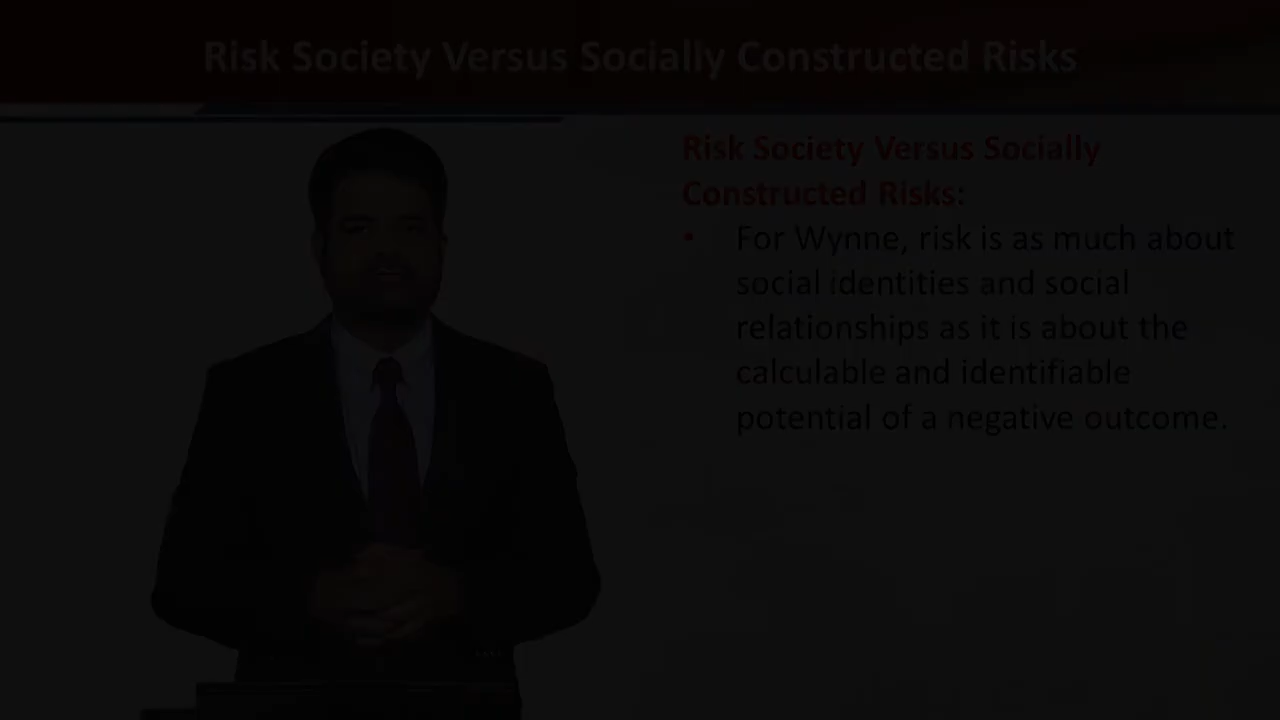 Risk Society Versus Socially Constructed Risks
Risk Society Versus Socially
Constructed Risks:
• For Wynne, risk is as much about
social identities and social
relationships as it is about the
calculable and identifiable
potential of a negative outcome.